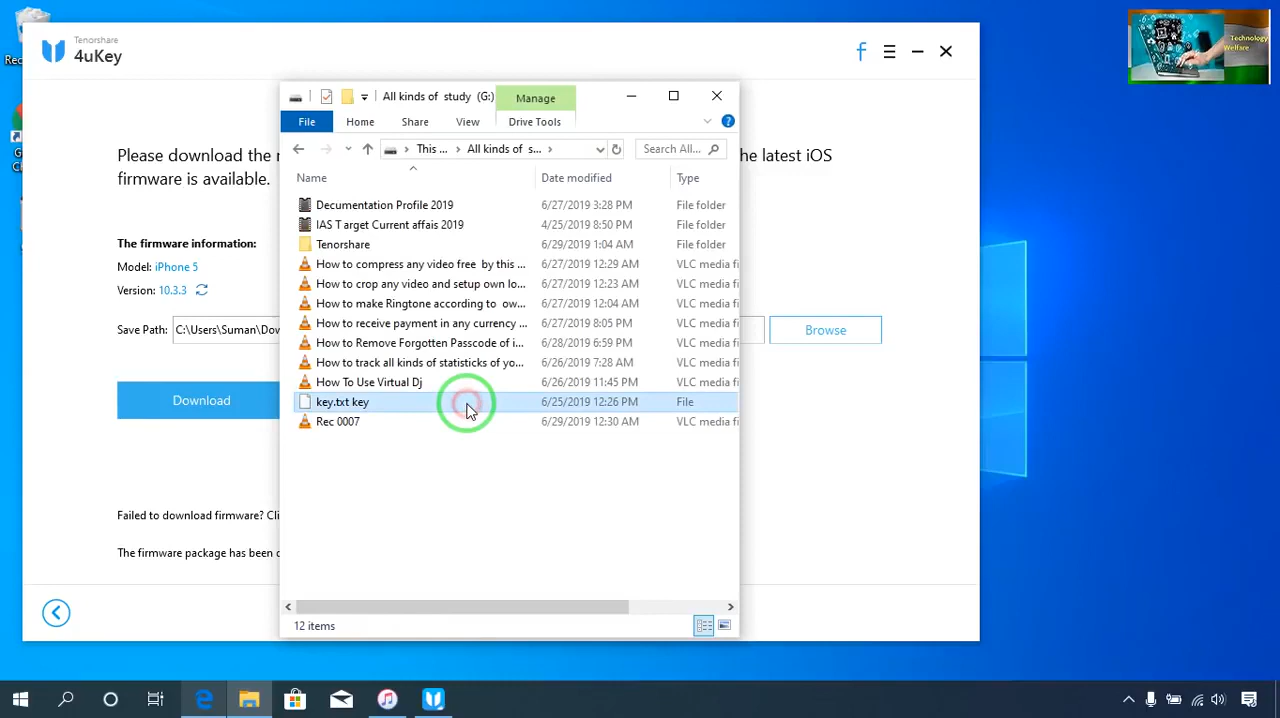 Rec
Tenorshare
4uKey
Technology
Welfare
All kinds of study (G:)
Manage
File
Home
Share
View
Drive Tools
This ...
All kinds of s...
Search All...
Name
Date modified
Type
Documentation Profile 2019 6/27/2019 3:28 PM File folder
IAS T arget Current affais 2019 4/25/2019 8:50 PM File folder
Tenorshare 6/29/2019 1:04 AM File folder
How to compress any video free by this ... 6/27/2019 12:29 AM VLC media fi
How to crop any video and setup own lo... 6/27/2019 12:23 AM VLC media fi
How to make Ringtone according to ow... 6/27/2019 12:04 AM VLC media fi
How to receive payment in any currency ... 6/27/2019 8:05 PM VLC media fi
How to Remove Forgotten Passcode of i... 6/28/2019 6:59 PM VLC media fi
How to track all kinds of statisticks of yo... 6/26/2019 7:28 AM VLC media fi
How To Use Virtual Dj 6/26/2019 11:45 PM VLC media fi
key.txt key 6/25/2019 12:26 PM File
Rec 0007 6/29/2019 12:30 AM VLC media fi
12 items
Please download the
he latest iOS
firmware is available.
The firmware information:
Model: iPhone 5
Version: 10.3.3
Save Path: C:\Users\Suman\Dov
Browse
Download
Failed to download firmware? Cli
The firmware package has been